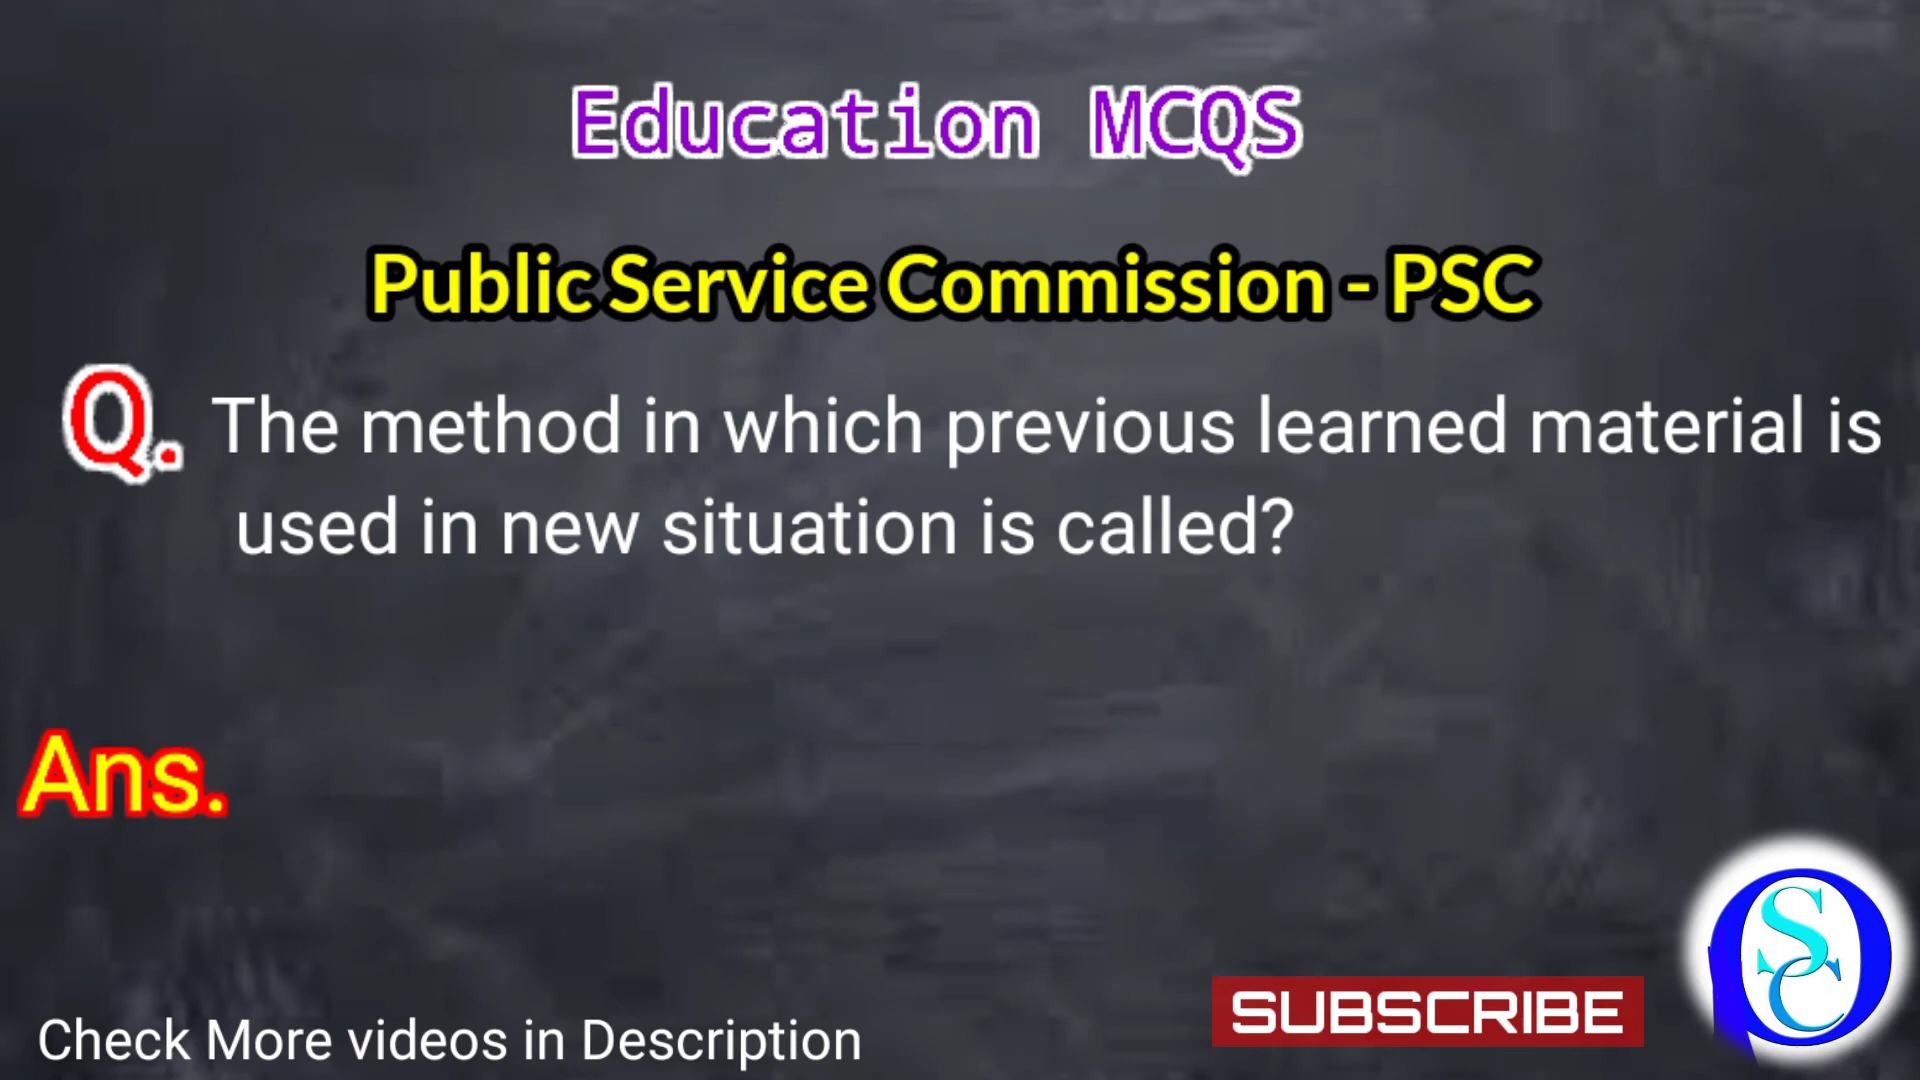 Education MCQS
Public Service Commission - PSC
Q. The method in which previous learned material is
used in new situation is called?
Ans.
SC
SUBSCRIBE
Check More videos in Description